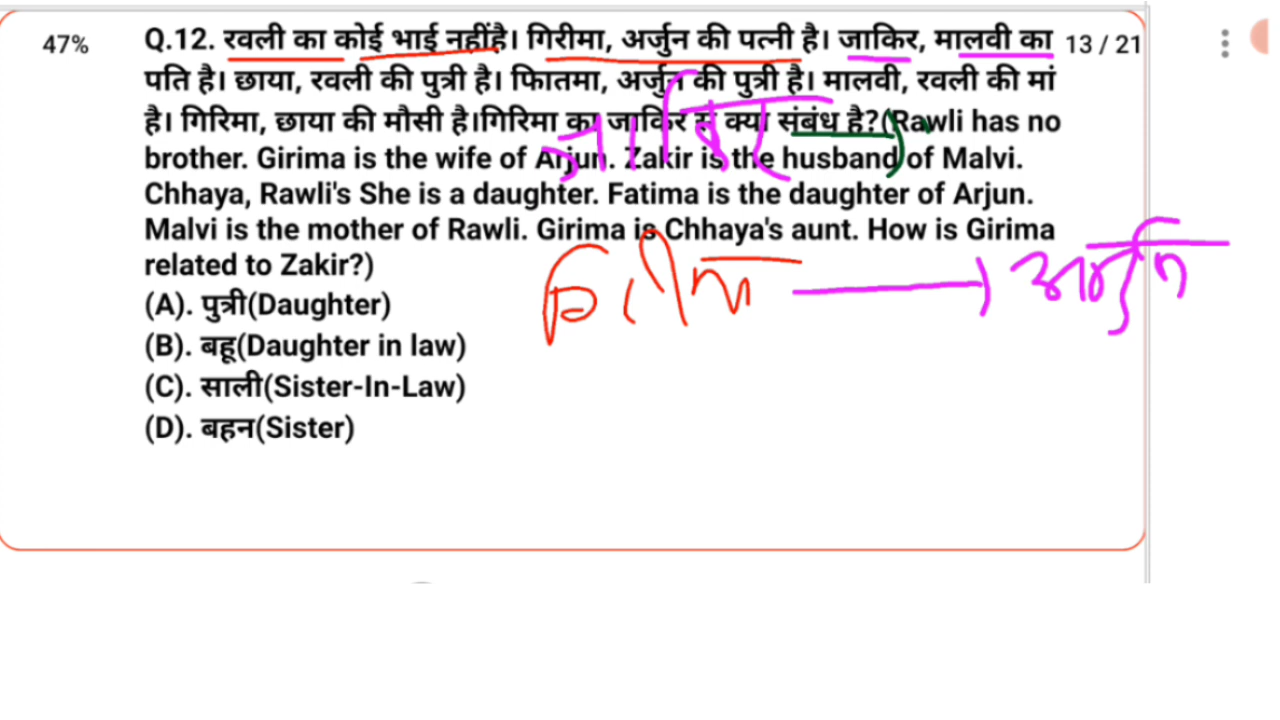 47%
Q.12. रवली का कोई भाई नहींहै। गिरीमा, अर्जुन की पत्नी है। जाकिर, मालवी का 13 / 21
पति है। छाया, रवली की पुत्री है। फातिमा, अर्जुन की पुत्री है। मालवी, रवली की मां
है। गिरिमा, छाया की मौसी है।गिरिमा का जाकिर से क्या संबंध है?(Rawli has no
brother. Girima is the wife of Arjun. Zakir is the husband of Malvi.
Chhaya, Rawli's She is a daughter. Fatima is the daughter of Arjun.
Malvi is the mother of Rawli. Girima is Chhaya's aunt. How is Girima
related to Zakir?)
(A). पुत्री(Daughter)
(B). बहू(Daughter in law)
(C). साली(Sister-In-Law)
(D). बहन(Sister)
जाकिर
गिरीमा
अर्जुन